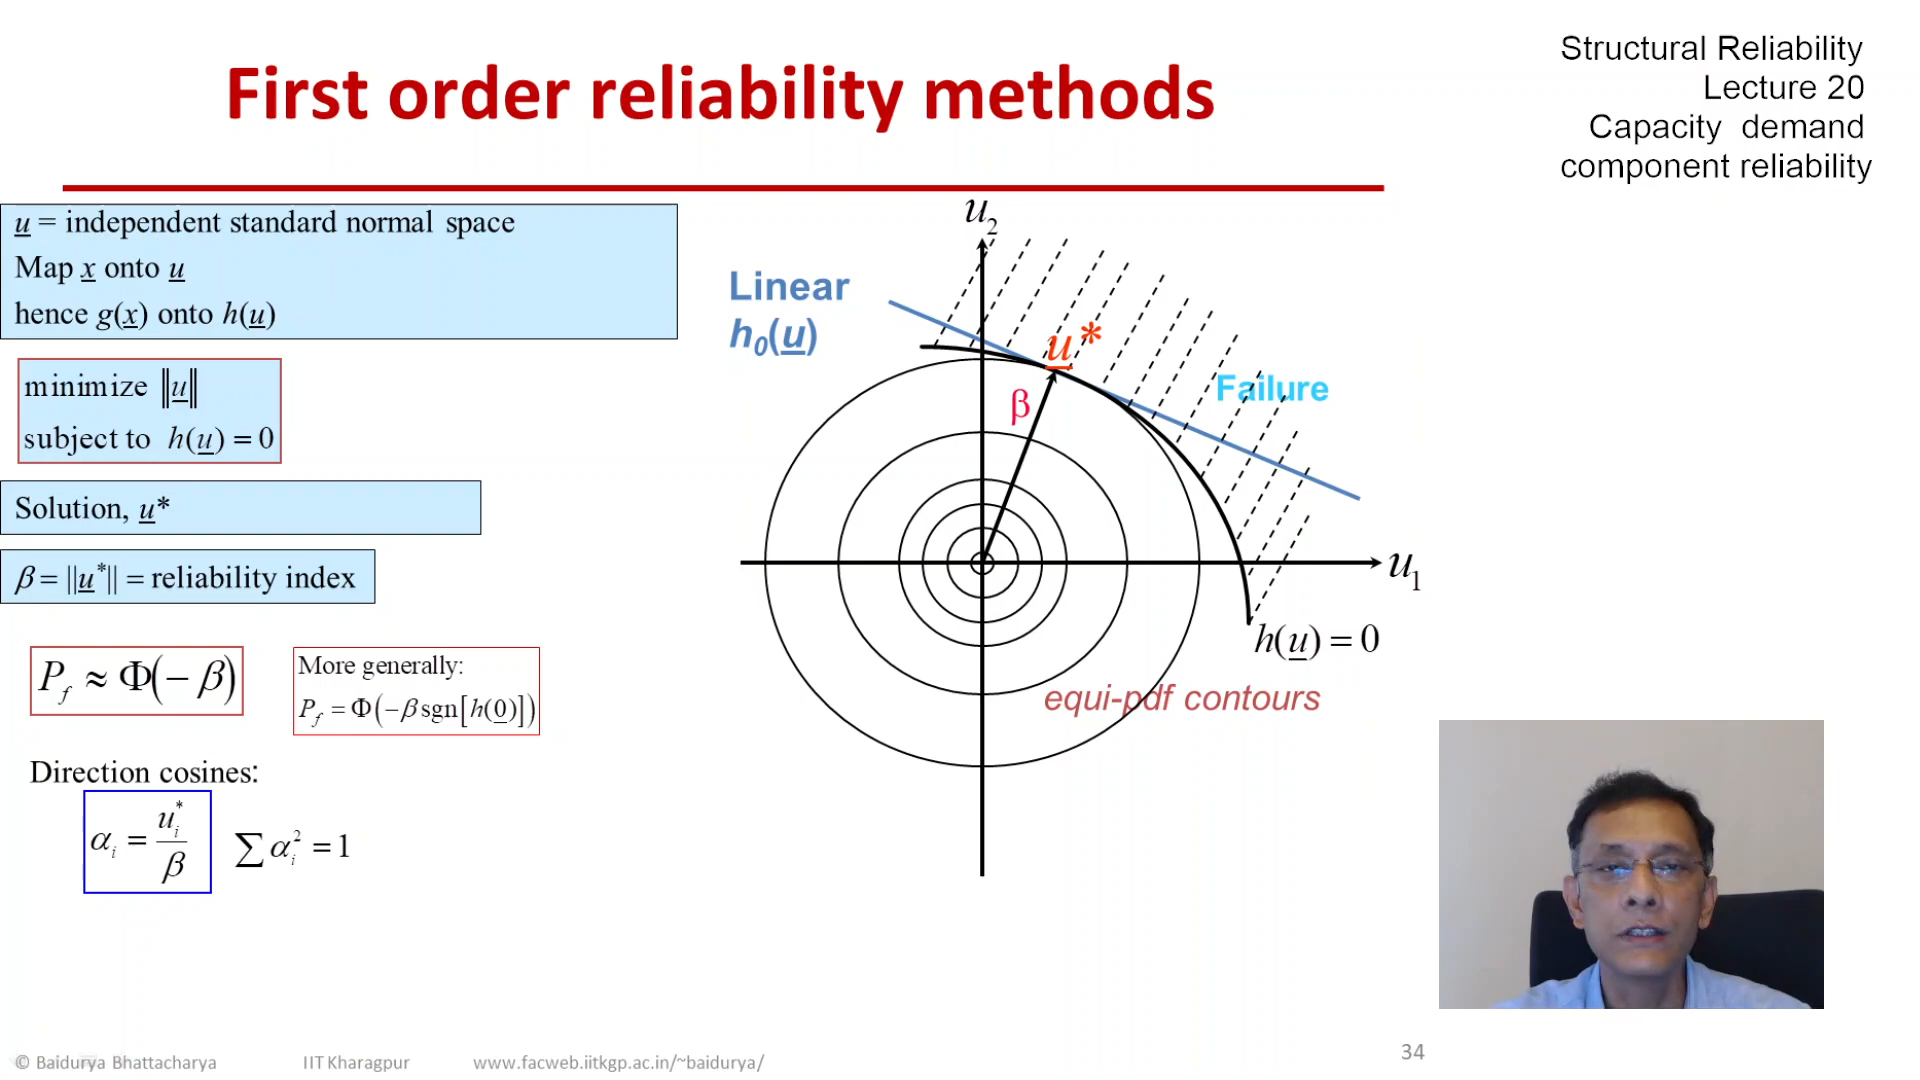 First order reliability methods
Structural Reliability
Lecture 20
Capacity demand
component reliability
u = independent standard normal space
Map x onto u
hence g(x) onto h(u)
minimize ||u||
subject to h(u) = 0
Solution, u*
β = ||u*|| = reliability index
P_f ≈ Φ(−β)
More generally:
P_f = Φ(−β sgn[h(0)])
Direction cosines:
α_i = u_i^* / β
∑ α_i^2 = 1
u_2
Linear
h_0(u)
u*
β
Failure
u_1
h(u) = 0
equi-pdf contours
© Baidurya Bhattacharya IIT Kharagpur www.facweb.iitkgp.ac.in/~baidurya/
34